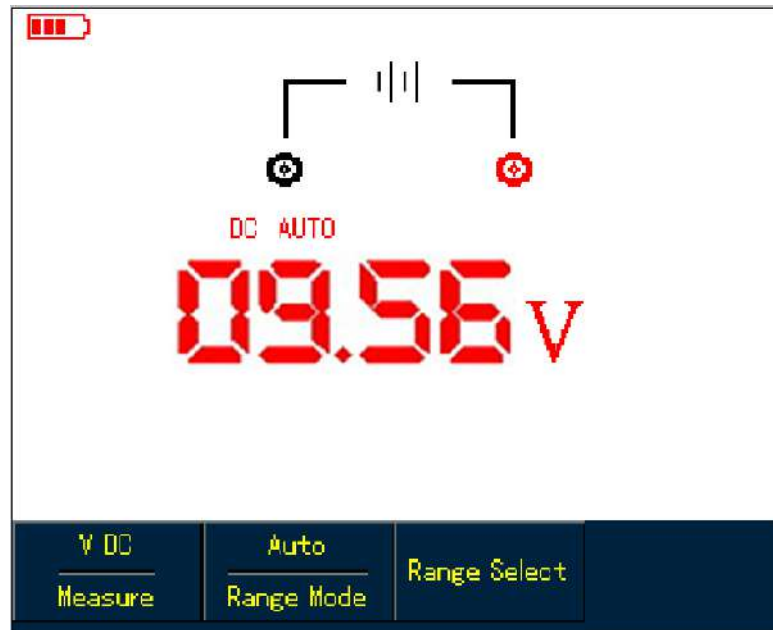 DC AUTO
09.56 V
V DC
Measure
Auto
Range Mode
Range Select